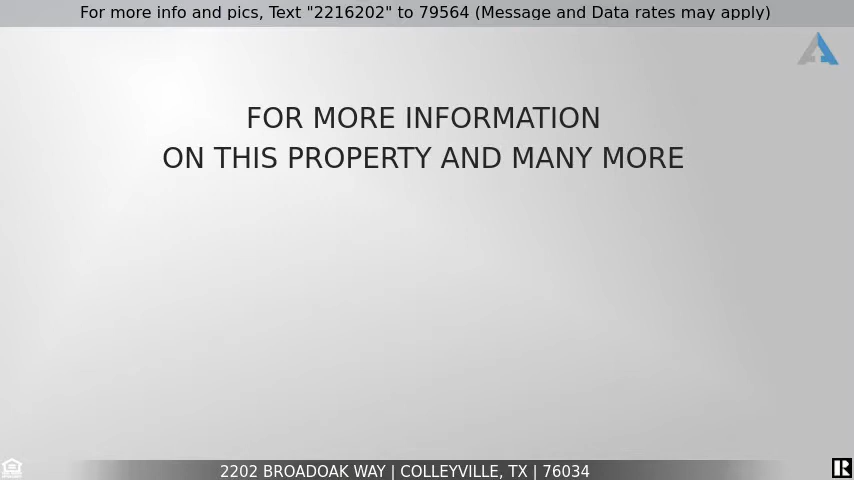 For more info and pics, Text "2216202" to 79564 (Message and Data rates may apply)
FOR MORE INFORMATION
ON THIS PROPERTY AND MANY MORE
2202 BROADOAK WAY | COLLEYVILLE, TX | 76034